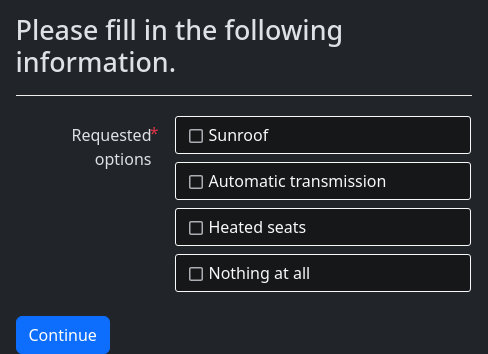 Please fill in the following
information.
Requested*
options
Sunroof
Automatic transmission
Heated seats
Nothing at all
Continue